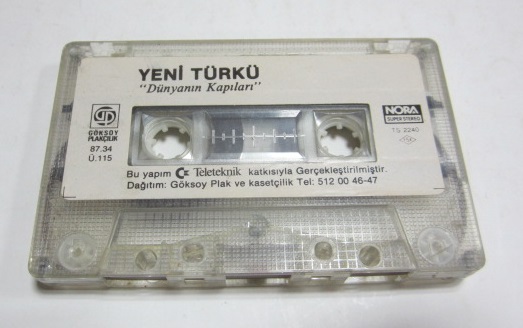 YENİ TÜRKÜ
"Dünyanın Kapıları"
GÖKSOY
PLAKÇILIK
87.34
Ü.115
NORA
SUPER STEREO
TS 2240
Bu yapım Teleteknik katkısıyla Gerçekleştirilmiştir.
Dağıtım: Göksoy Plak ve kasetçilik Tel: 512 00 46-47